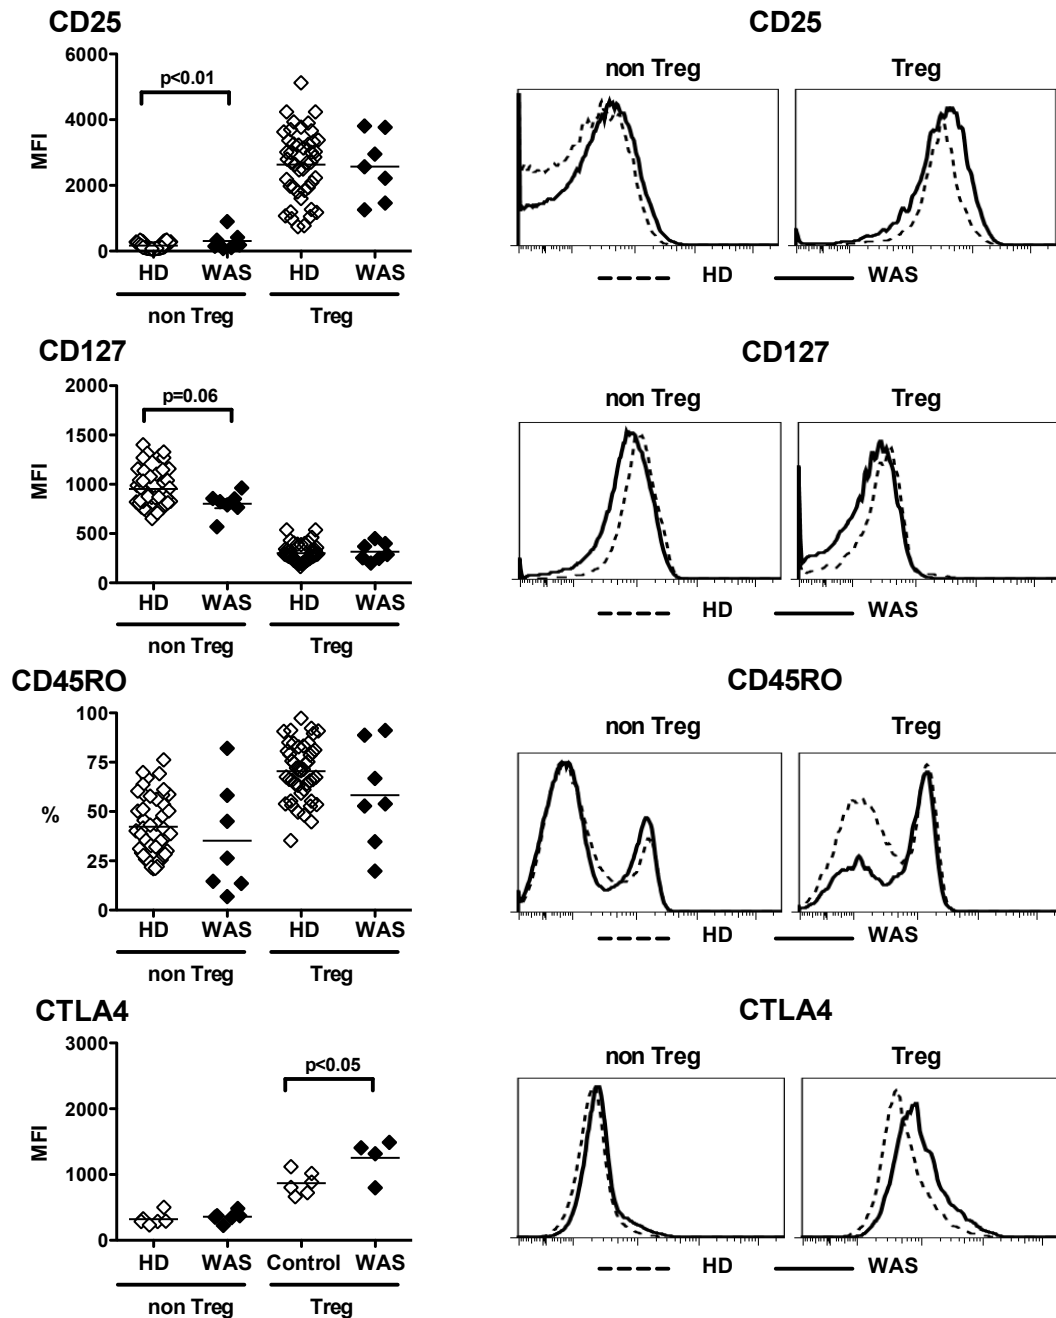 CD25
CD25
6000
4000
2000
0
MFI
p<0.01
HD WAS HD WAS
non Treg Treg
non Treg Treg
HD WAS
CD127
CD127
2000
1500
1000
500
0
MFI
p=0.06
HD WAS HD WAS
non Treg Treg
non Treg Treg
HD WAS
CD45RO
CD45RO
100
75
50
25
0
%
HD WAS HD WAS
non Treg Treg
non Treg Treg
HD WAS
CTLA4
CTLA4
3000
2000
1000
0
MFI
p<0.05
HD WAS Control WAS
non Treg Treg
non Treg Treg
HD WAS